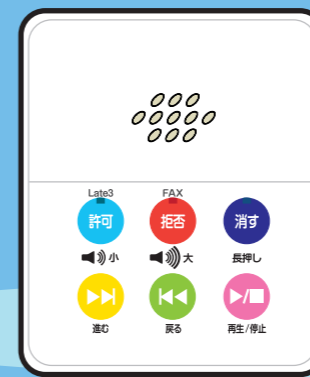 Late3 FAX
許可 拒否 消す
小 大 長押し
進む 戻る 再生/停止